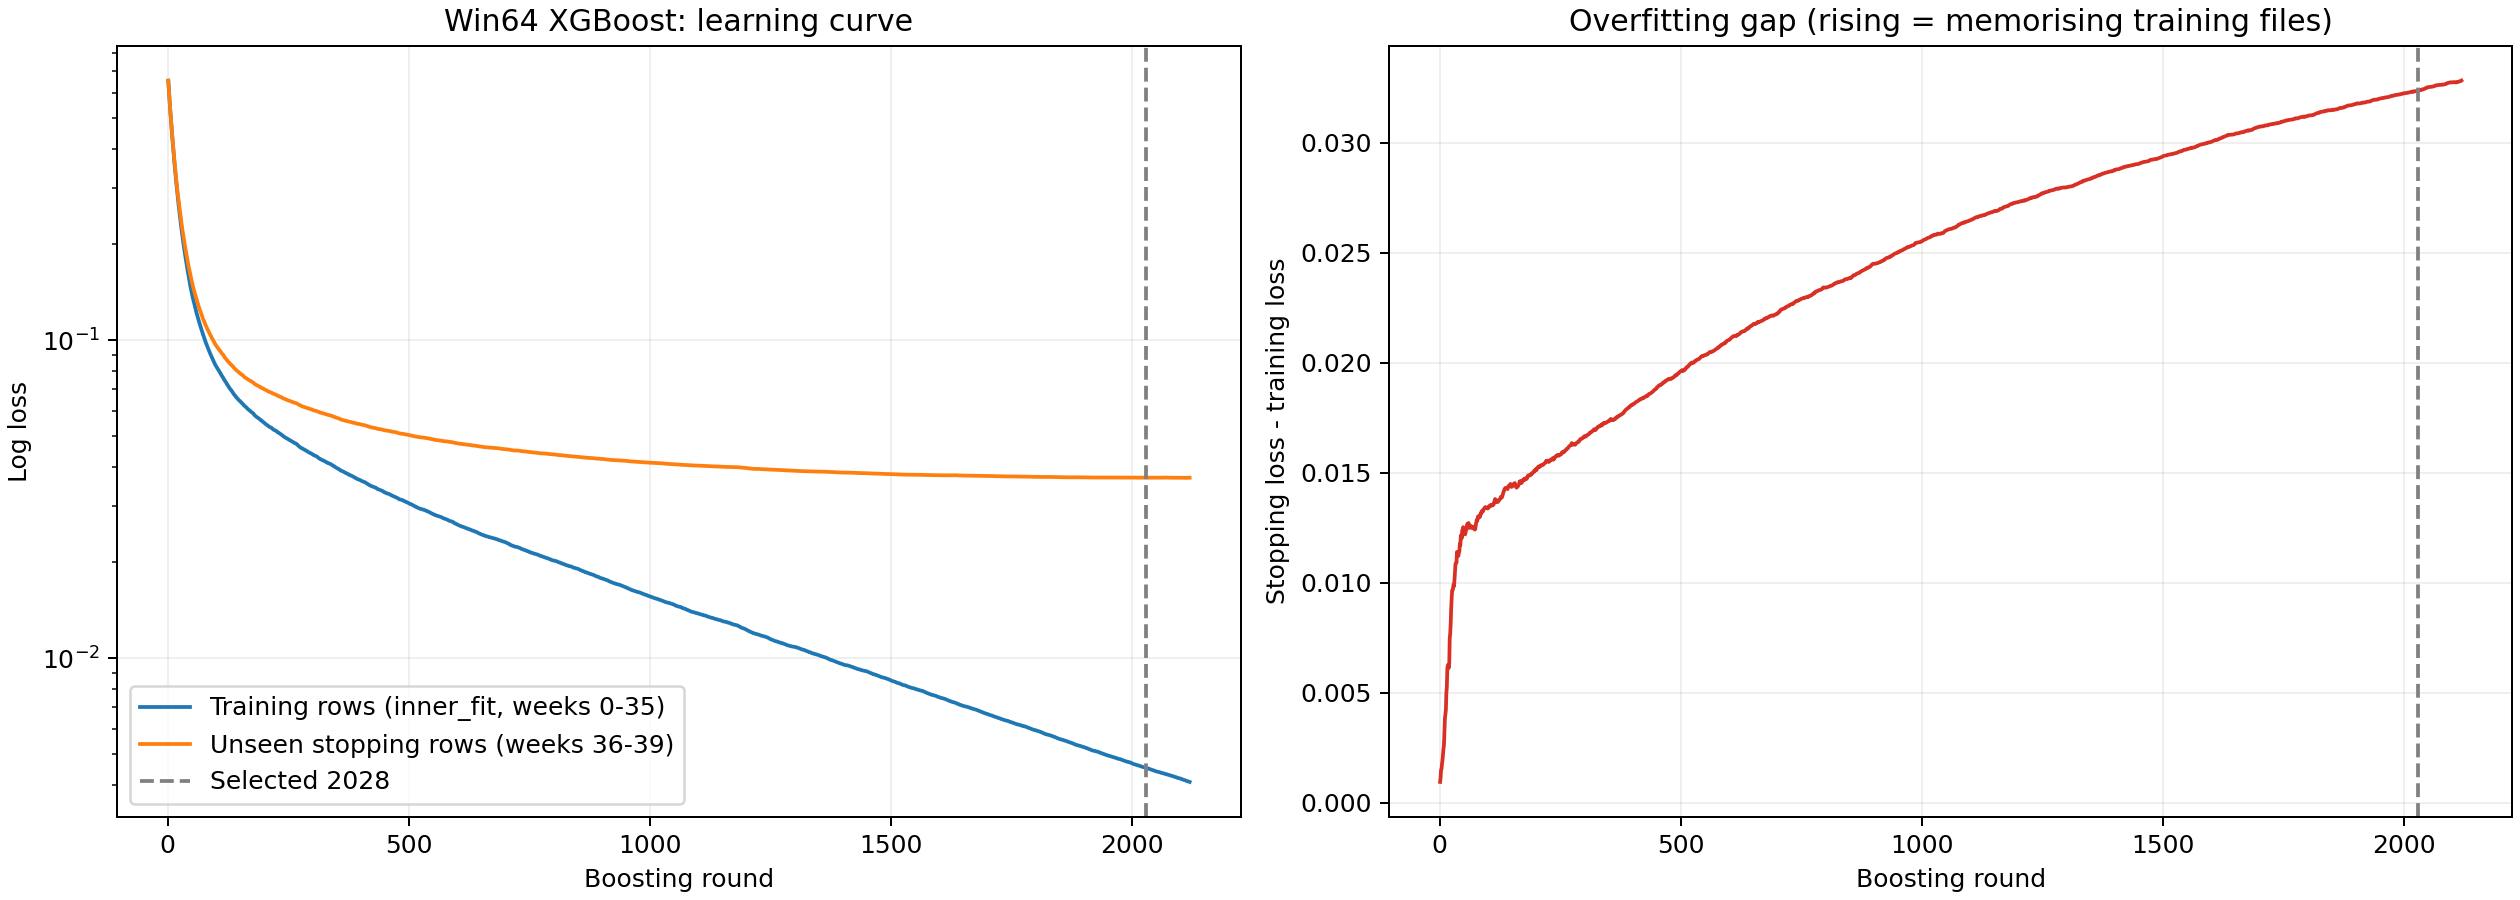 Win64 XGBoost: learning curve
Log loss
10⁻¹
10⁻²
Training rows (inner_fit, weeks 0-35)
Unseen stopping rows (weeks 36-39)
Selected 2028
0 500 1000 1500 2000
Boosting round
Overfitting gap (rising = memorising training files)
Stopping loss - training loss
0.030
0.025
0.020
0.015
0.010
0.005
0.000
0 500 1000 1500 2000
Boosting round